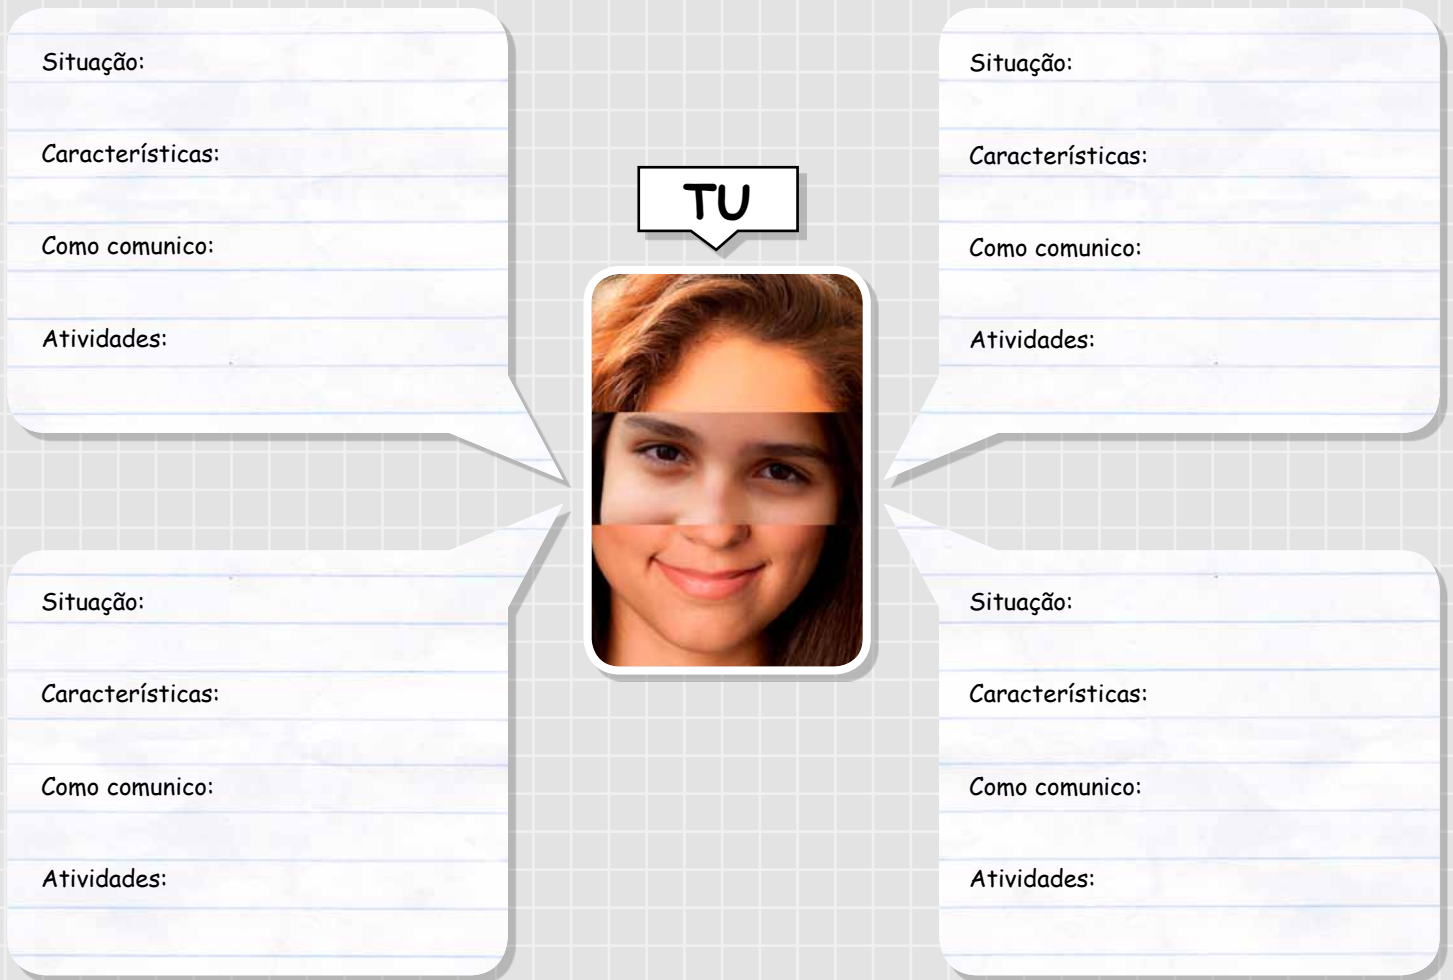 Situação:
Características:
Como comunico:
Atividades:
TU
Situação:
Características:
Como comunico:
Atividades:
Situação:
Características:
Como comunico:
Atividades:
Situação:
Características:
Como comunico:
Atividades: